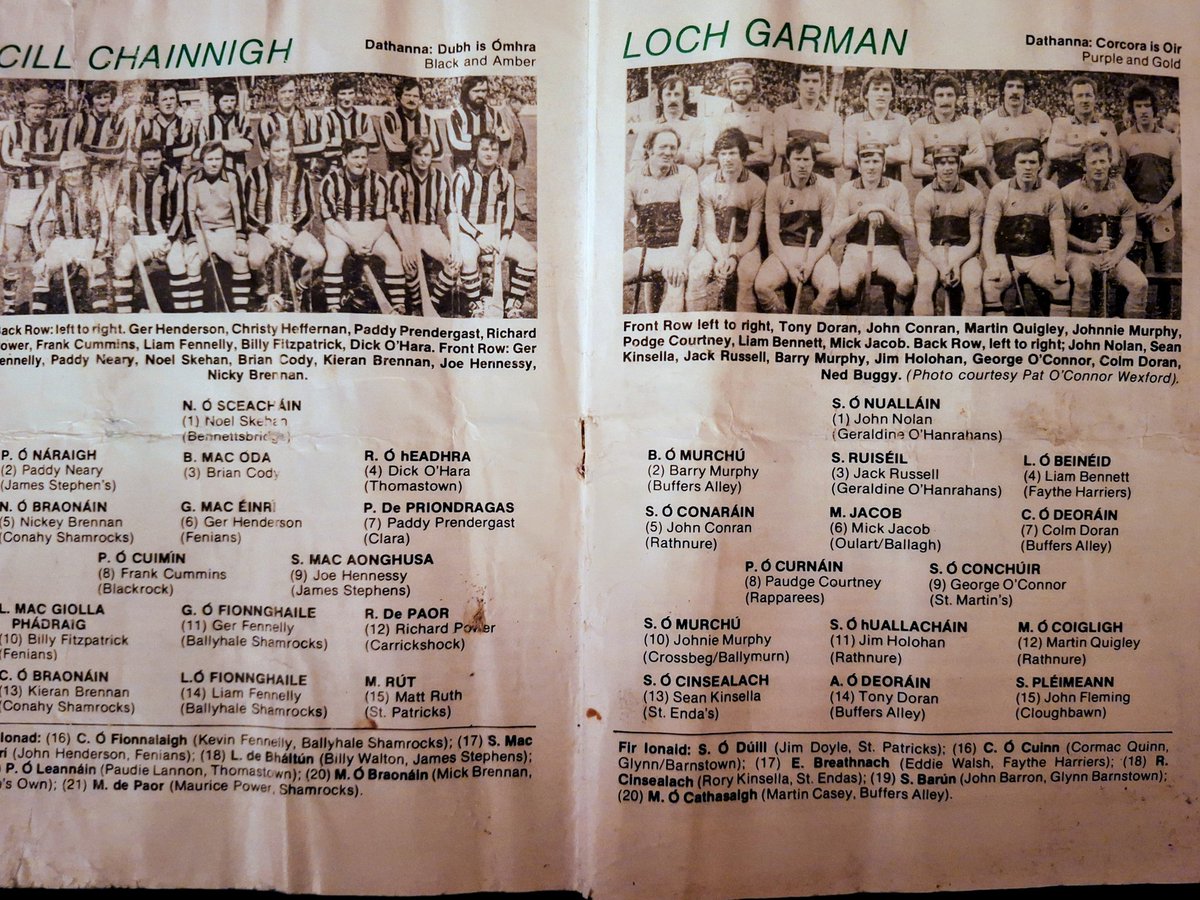 CILL CHAINNIGH
Dathanna: Dubh is Ómhra
Black and Amber
Back Row: left to right. Ger Henderson, Christy Heffernan, Paddy Prendergast, Richard
ower, Frank Cummins, Liam Fennelly, Billy Fitzpatrick, Dick O'Hara. Front Row: Ger
ennelly, Paddy Neary, Noel Skehan, Brian Cody, Kieran Brennan, Joe Hennessy,
Nicky Brennan.
N. Ó SCEACHÁIN
(1) Noel Skehan
(Bennettsbridge)
P. Ó NÁRAIGH
(2) Paddy Neary
(James Stephen's)
B. MAC ODA
(3) Brian Cody
R. Ó hEADHRA
(4) Dick O'Hara
(Thomastown)
N. Ó BRAONÁIN
(5) Nickey Brennan
(Conahy Shamrocks)
G. MAC ÉINRÍ
(6) Ger Henderson
(Fenians)
P. De PRIONDRAGAS
(7) Paddy Prendergast
(Clara)
P. Ó CUIMÍN
(8) Frank Cummins
(Blackrock)
S. MAC AONGHUSA
(9) Joe Hennessy
(James Stephens)
L. MAC GIOLLA
PHÁDRAIG
(10) Billy Fitzpatrick
(Fenians)
G. Ó FIONNGHAILE
(11) Ger Fennelly
(Ballyhale Shamrocks)
R. De PAOR
(12) Richard Power
(Carrickshock)
C. Ó BRAONÁIN
(13) Kieran Brennan
(Conahy Shamrocks)
L.Ó FIONNGHAILE
(14) Liam Fennelly
(Ballyhale Shamrocks)
M. RÚT
(15) Matt Ruth
(St. Patricks)
Ionad: (16) C. Ó Fionnalaigh (Kevin Fennelly, Ballyhale Shamrocks); (17) S. Mac
rí (John Henderson, Fenians); (18) L. de Bháltún (Billy Walton, James Stephens);
P. Ó Leannáin (Paudie Lannon, Thomastown); (20) M. Ó Braonáin (Mick Brennan,
's Own); (21) M. de Paor (Maurice Power, Shamrocks).
LOCH GARMAN
Dathanna: Corcora is Oir
Purple and Gold
Front Row left to right, Tony Doran, John Conran, Martin Quigley, Johnnie Murphy,
Podge Courtney, Liam Bennett, Mick Jacob. Back Row, left to right; John Nolan, Sean
Kinsella, Jack Russell, Barry Murphy, Jim Holohan, George O'Connor, Colm Doran,
Ned Buggy. (Photo courtesy Pat O'Connor Wexford).
S. Ó NUALLÁIN
(1) John Nolan
(Geraldine O'Hanrahans)
B. Ó MURCHÚ
(2) Barry Murphy
(Buffers Alley)
S. RUISÉIL
(3) Jack Russell
(Geraldine O'Hanrahans)
L. Ó BEINÉID
(4) Liam Bennett
(Faythe Harriers)
S. Ó CONARÁIN
(5) John Conran
(Rathnure)
M. JACOB
(6) Mick Jacob
(Oulart/Ballagh)
C. Ó DEORÁIN
(7) Colm Doran
(Buffers Alley)
P. Ó CURNÁIN
(8) Paudge Courtney
(Rapparees)
S. Ó CONCHÚIR
(9) George O'Connor
(St. Martin's)
S. Ó MURCHÚ
(10) Johnie Murphy
(Crossbeg/Ballymurn)
S. Ó hUALLACHÁIN
(11) Jim Holohan
(Rathnure)
M. Ó COIGLIGH
(12) Martin Quigley
(Rathnure)
S. Ó CINSEALACH
(13) Sean Kinsella
(St. Enda's)
A. Ó DEORÁIN
(14) Tony Doran
(Buffers Alley)
S. PLÉIMEANN
(15) John Fleming
(Cloughbawn)
Fir Ionaid: S. Ó Dúill (Jim Doyle, St. Patricks); (16) C. Ó Cuinn (Cormac Quinn,
Glynn/Barnstown); (17) E. Breathnach (Eddie Walsh, Faythe Harriers); (18) R.
Cinsealach (Rory Kinsella, St. Endas); (19) S. Barún (John Barron, Glynn Barnstown);
(20) M. Ó Cathasaigh (Martin Casey, Buffers Alley).